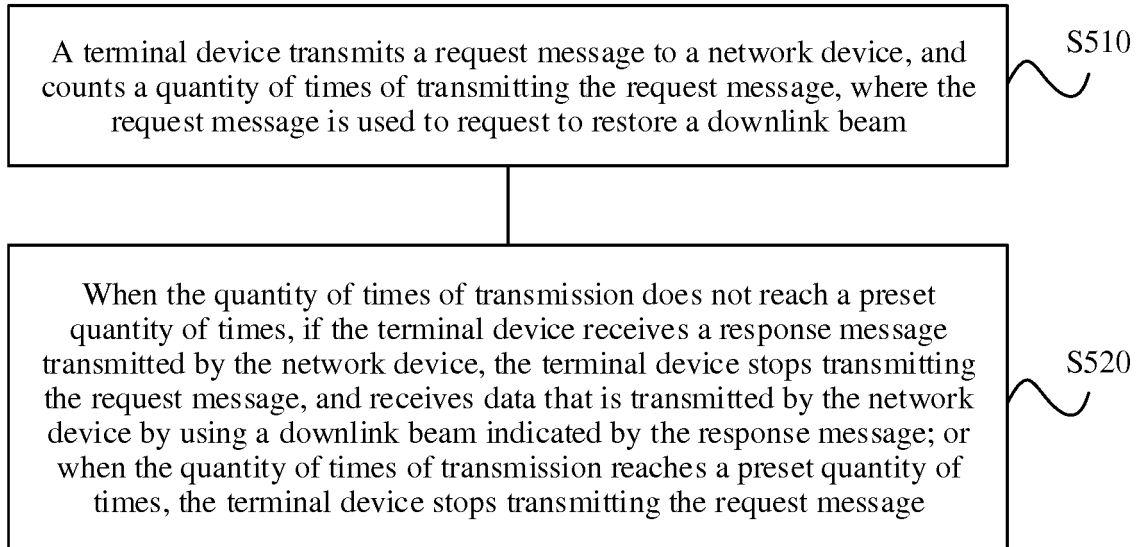 A terminal device transmits a request message to a network device, and
counts a quantity of times of transmitting the request message, where the
request message is used to request to restore a downlink beam
S510
When the quantity of times of transmission does not reach a preset
quantity of times, if the terminal device receives a response message
transmitted by the network device, the terminal device stops transmitting
the request message, and receives data that is transmitted by the network
device by using a downlink beam indicated by the response message; or
when the quantity of times of transmission reaches a preset quantity of
times, the terminal device stops transmitting the request message
S520